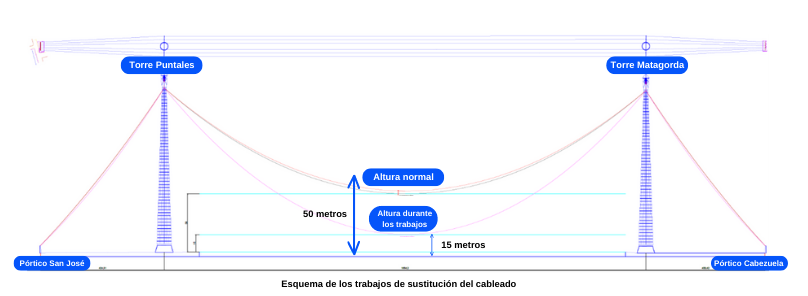 Torre Puntales
Torre Matagorda
Altura normal
50 metros
Altura durante
los trabajos
15 metros
Pórtico San José
Pórtico Cabezuela
Esquema de los trabajos de sustitución del cableado